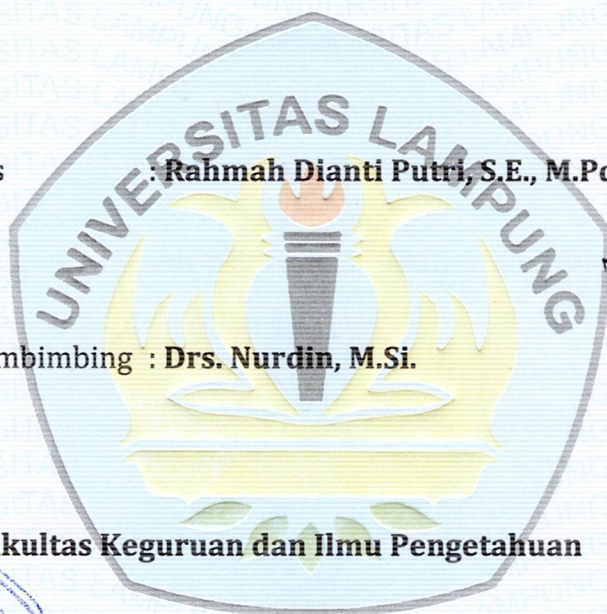 UNIVERSITAS LAMPUNG
s : Rahmah Dianti Putri, S.E., M.Pd
mbimbing : Drs. Nurdin, M.Si.
kultas Keguruan dan Ilmu Pengetahuan